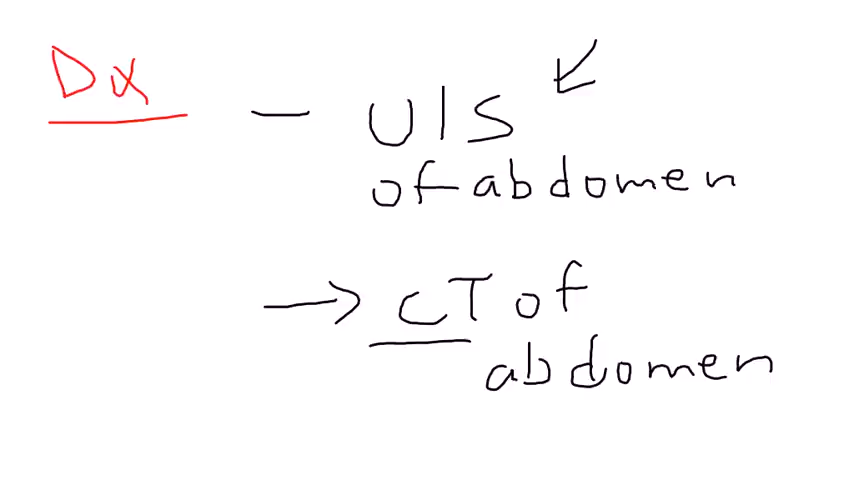 Dx
- U/S
of abdomen
→ CT of
abdomen